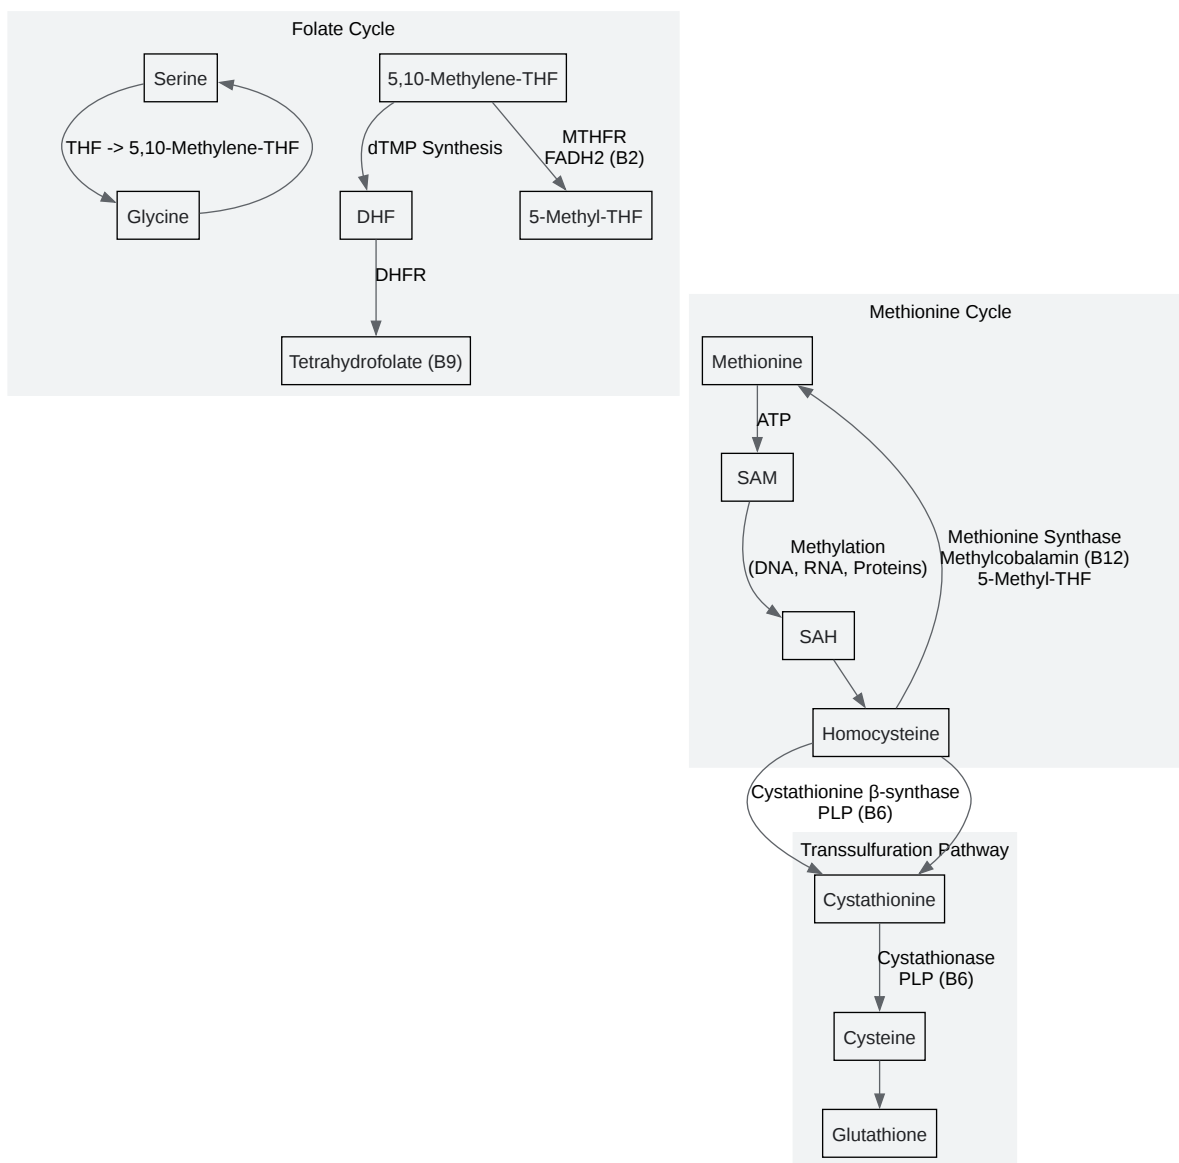 Folate Cycle
Serine
5,10-Methylene-THF
THF -> 5,10-Methylene-THF
dTMP Synthesis
MTHFR
FADH2 (B2)
Glycine
DHF
5-Methyl-THF
DHFR
Tetrahydrofolate (B9)
Methionine Cycle
Methionine
ATP
SAM
Methylation
(DNA, RNA, Proteins)
Methionine Synthase
Methylcobalamin (B12)
5-Methyl-THF
SAH
Homocysteine
Cystathionine β-synthase
PLP (B6)
Transsulfuration Pathway
Cystathionine
Cystathionase
PLP (B6)
Cysteine
Glutathione